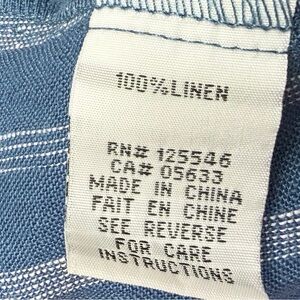 100%LINEN
RN# 125546
CA# 05633
MADE IN CHINA
FAIT EN CHINE
SEE REVERSE
FOR CARE
INSTRUCTIONS